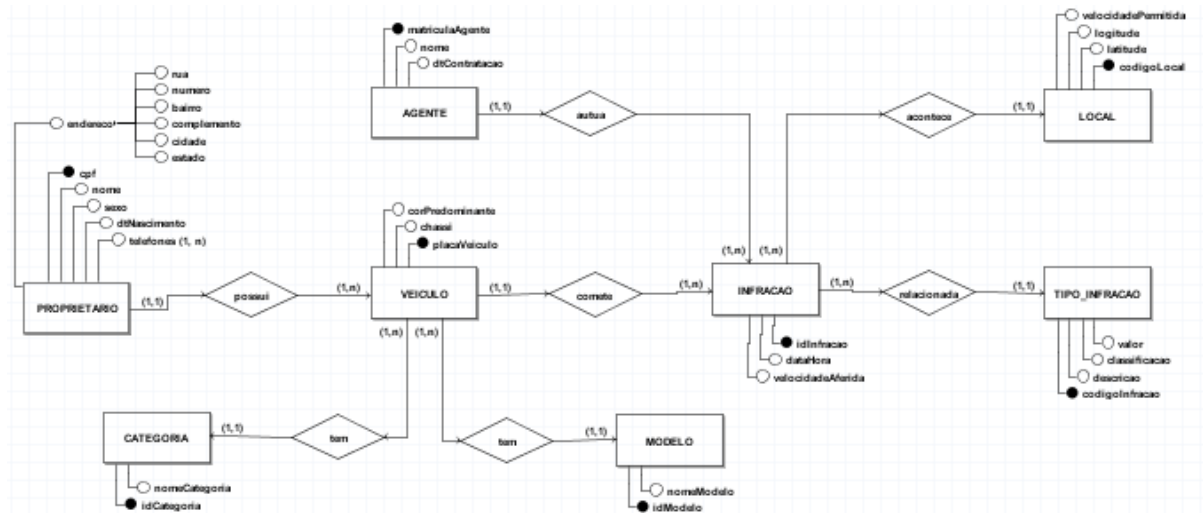 velocidadePermitida
logitude
latitude
codigoLocal
matriculaAgente
nome
dtContratacao
rua
numero
bairro
complemento
cidade
estado
endereco
AGENTE
(1,1)
autua
acontece
(1,1)
LOCAL
cpf
nome
sexo
dtNascimento
telefones (1, n)
corPredominante
chassi
placaVeiculo
(1,n)
(1,n)
PROPRIETARIO
(1,1)
possui
(1,n)
VEICULO
(1,1)
comete
(1,n)
INFRACAO
(1,n)
relacionada
(1,1)
TIPO_INFRACAO
(1,n)
(1,n)
idInfracao
dataHora
velocidadeAferida
valor
classificacao
descricao
codigoInfracao
CATEGORIA
(1,1)
tem
tem
(1,1)
MODELO
nomeCategoria
idCategoria
nomeModelo
idModelo